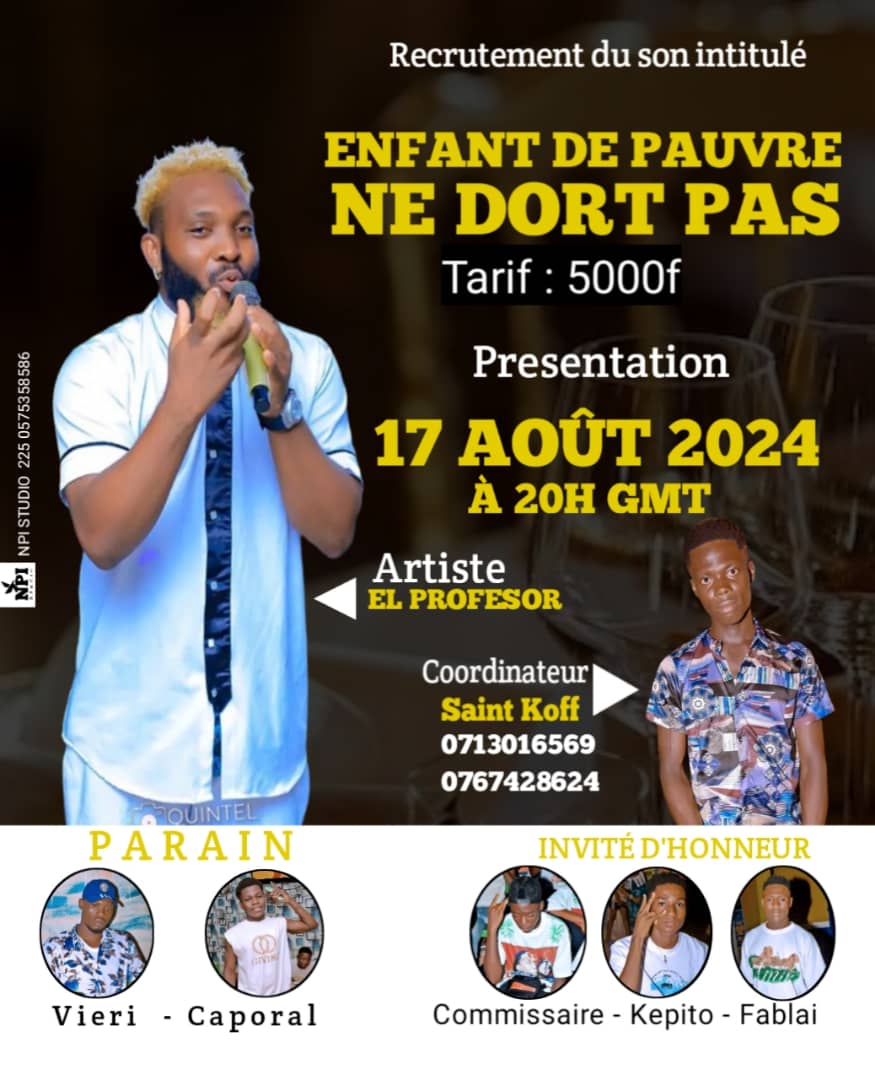 Recrutement du son intitulé
ENFANT DE PAUVRE
NE DORT PAS
Tarif : 5000f
Presentation
17 AOÛT 2024
À 20H GMT
Artiste
EL PROFESOR
Coordinateur
Saint Koff
0713016569
0767428624
NPI STUDIO 225 0575358586
NPI
QUINTEL
PARAIN
Vieri - Caporal
INVITÉ D'HONNEUR
Commissaire - Kepito - Fablai